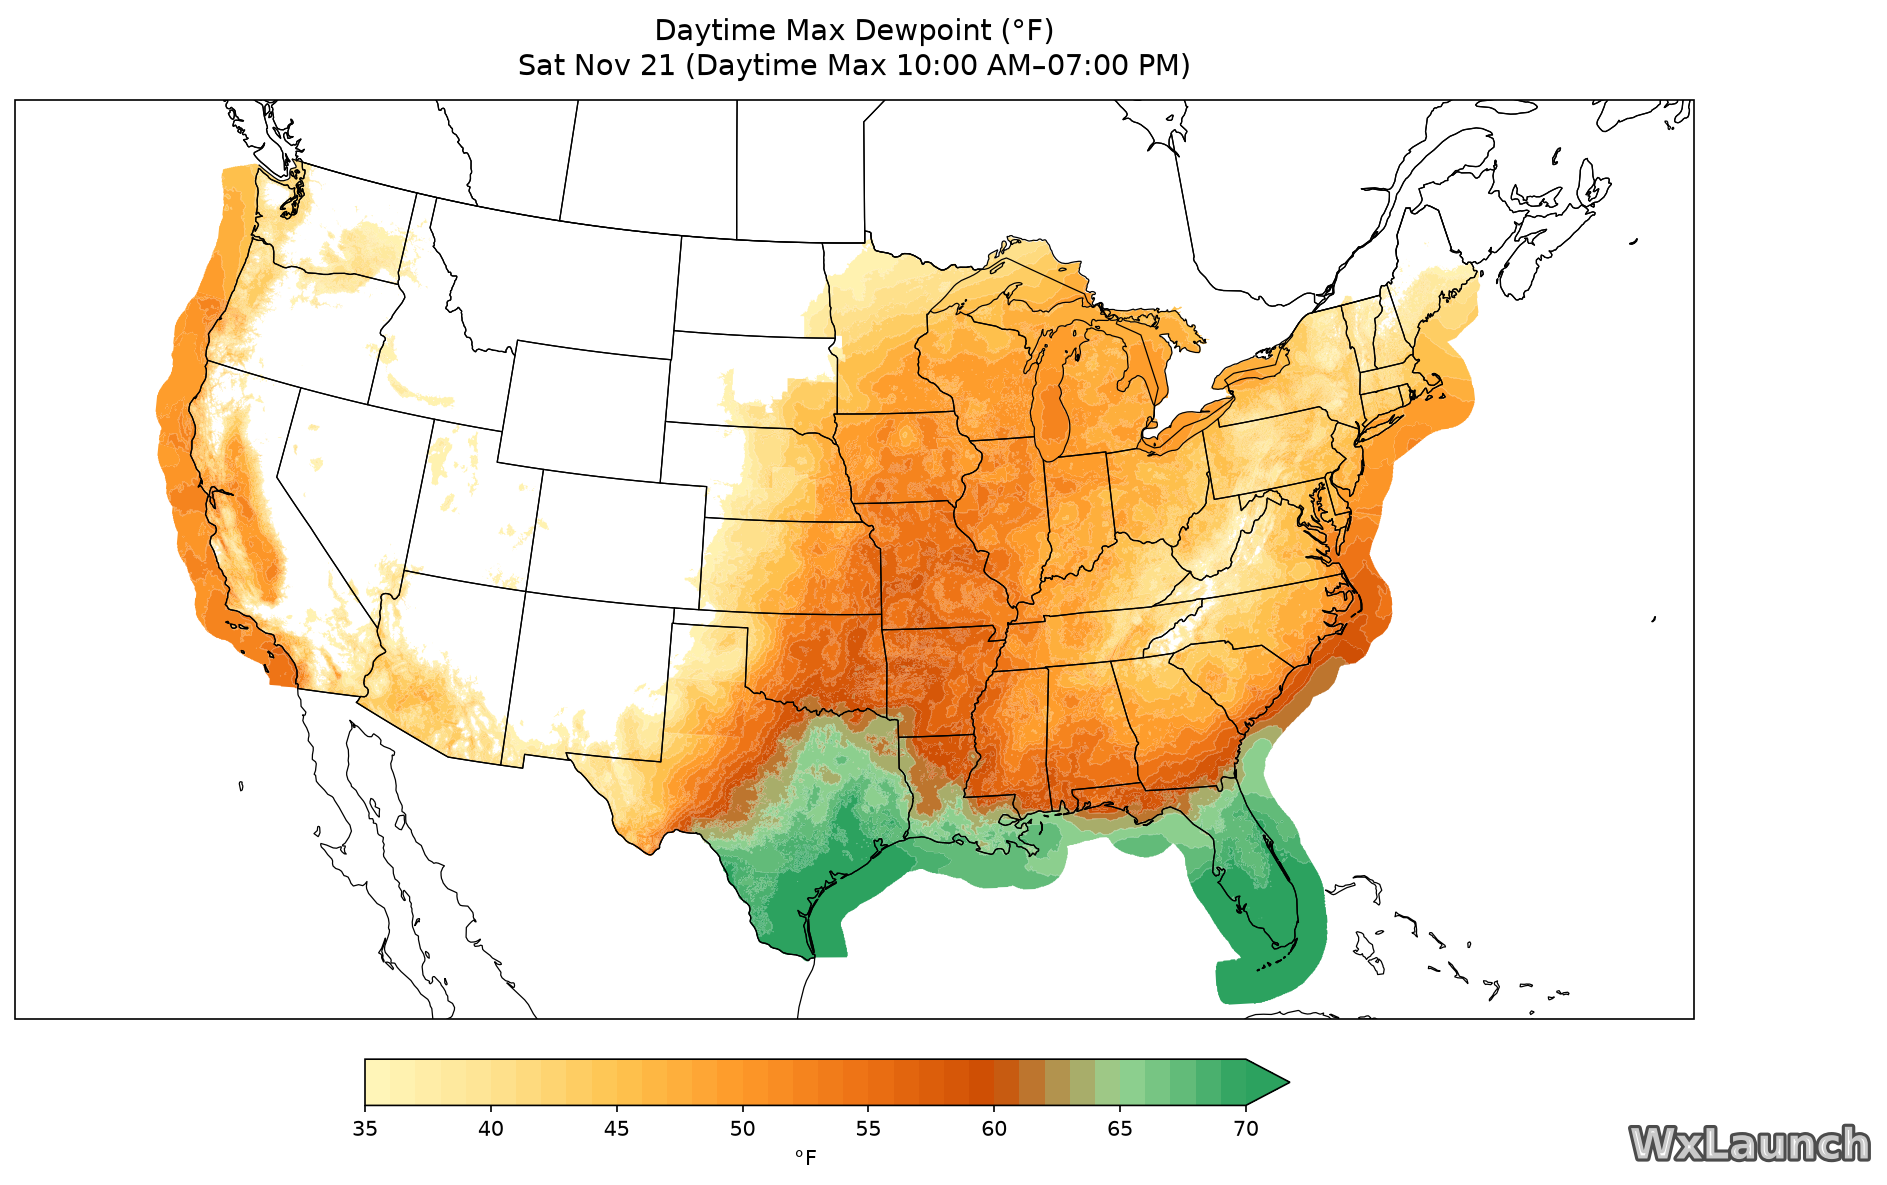 Daytime Max Dewpoint (°F)
Sat Nov 21 (Daytime Max 10:00 AM–07:00 PM)
35 40 45 50 55 60 65 70
°F
WxLaunch